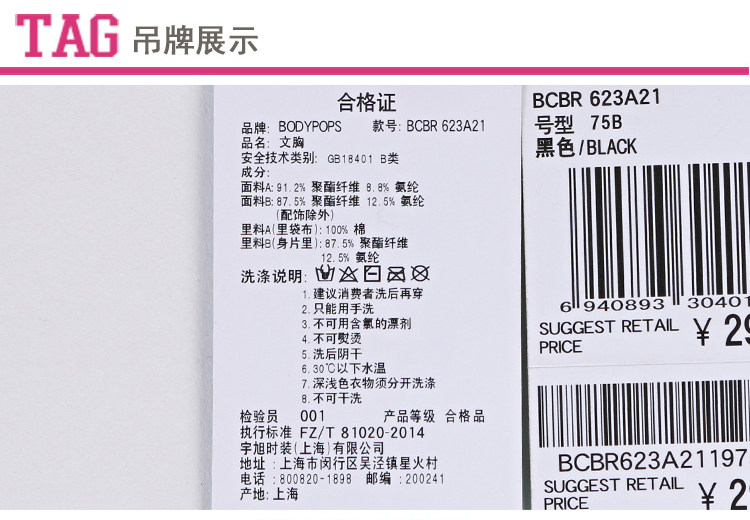 TAG 吊牌展示
合格证
品牌: BODYPOPS 款号: BCBR 623A21
品名: 文胸
安全技术类别: GB18401 B类
成分:
面料A: 91.2% 聚酯纤维 8.8% 氨纶
面料B: 87.5% 聚酯纤维 12.5% 氨纶
(配饰除外)
里料A(里袋布): 100% 棉
里料B(身片里): 87.5% 聚酯纤维
12.5% 氨纶
洗涤说明:
1. 建议消费者洗后再穿
2. 只能用手洗
3. 不可用含氯的漂剂
4. 不可熨烫
5. 洗后阴干
6. 30℃以下水温
7. 深浅色衣物须分开洗涤
8. 不可干洗
检验员 001 产品等级 合格品
执行标准 FZ/T 81020-2014
宇旭时装(上海)有限公司
地址: 上海市闵行区吴泾镇星火村
电话: 800820-1898 邮编: 200241
产地: 上海
BCBR 623A21
号型 75B
黑色/BLACK
6 940893 30401
SUGGEST RETAIL
PRICE ¥ 29
BCBR623A21197
SUGGEST RETAIL
PRICE ¥ 29